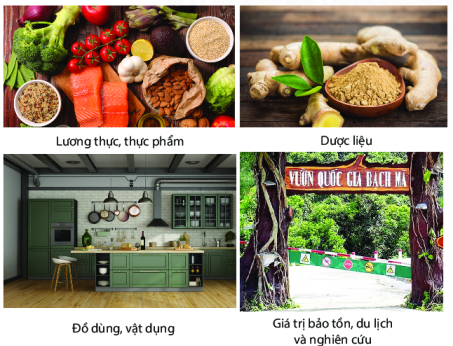 Lương thực, thực phẩm
Dược liệu
VƯỜN QUỐC GIA BẠCH MÃ
Đồ dùng, vật dụng
Giá trị bảo tồn, du lịch
và nghiên cứu